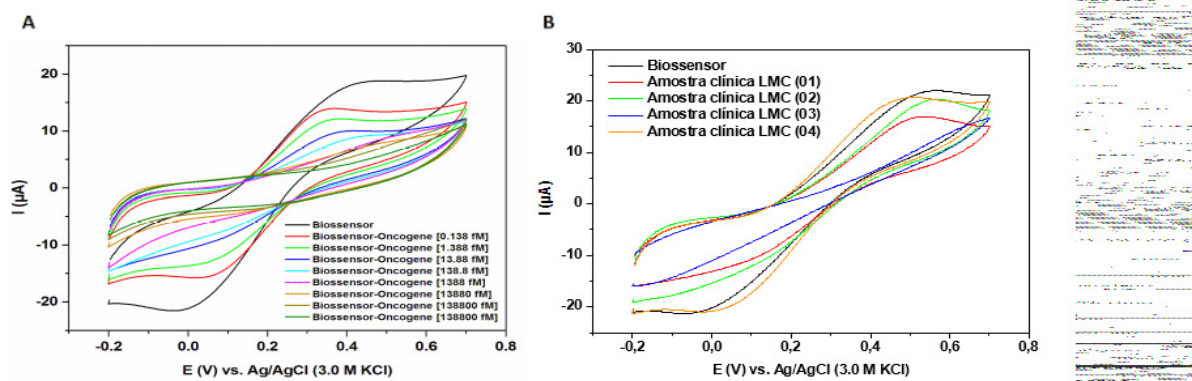 A
I (µA)
20
10
0
-10
-20
Biossensor
Biossensor-Oncogene [0.138 fM]
Biossensor-Oncogene [1.388 fM]
Biossensor-Oncogene [13.88 fM]
Biossensor-Oncogene [138.8 fM]
Biossensor-Oncogene [1388 fM]
Biossensor-Oncogene [13880 fM]
Biossensor-Oncogene [138800 fM]
Biossensor-Oncogene [138800 fM]
-0.2 0.0 0.2 0.4 0.6 0.8
E (V) vs. Ag/AgCl (3.0 M KCl)
B
I (µA)
30
20
10
0
-10
-20
-30
Biossensor
Amostra clínica LMC (01)
Amostra clínica LMC (02)
Amostra clínica LMC (03)
Amostra clínica LMC (04)
-0,2 0,0 0,2 0,4 0,6 0,8
E (V) vs. Ag/AgCl (3.0 M KCl)